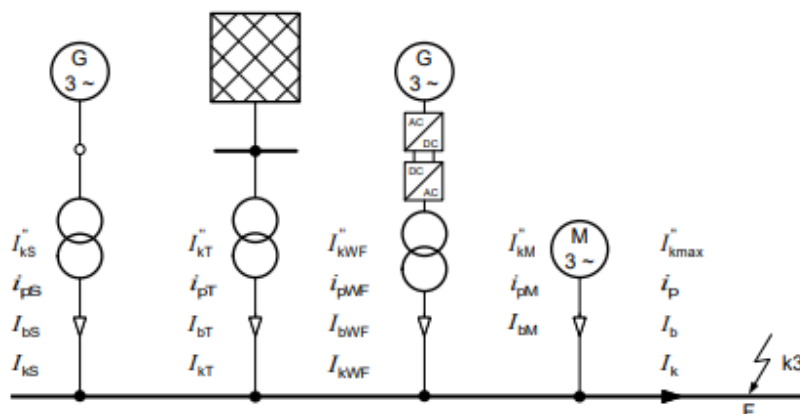 G
3 ~
G
3 ~
AC
DC
DC
AC
M
3 ~
I"kS
ipS
IbS
IkS
I"kT
ipT
IbT
IkT
I"kWF
ipWF
IbWF
IkWF
I"kM
ipM
IbM
I"kmax
ip
Ib
Ik
k3
F